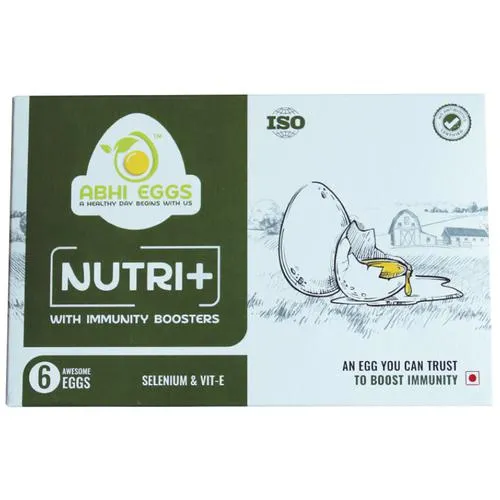 ABHI EGGS
TM
A HEALTHY DAY BEGINS WITH US
ISO
NUTRI+
WITH IMMUNITY BOOSTERS
6 AWESOME
EGGS
SELENIUM & VIT-E
AN EGG YOU CAN TRUST
TO BOOST IMMUNITY